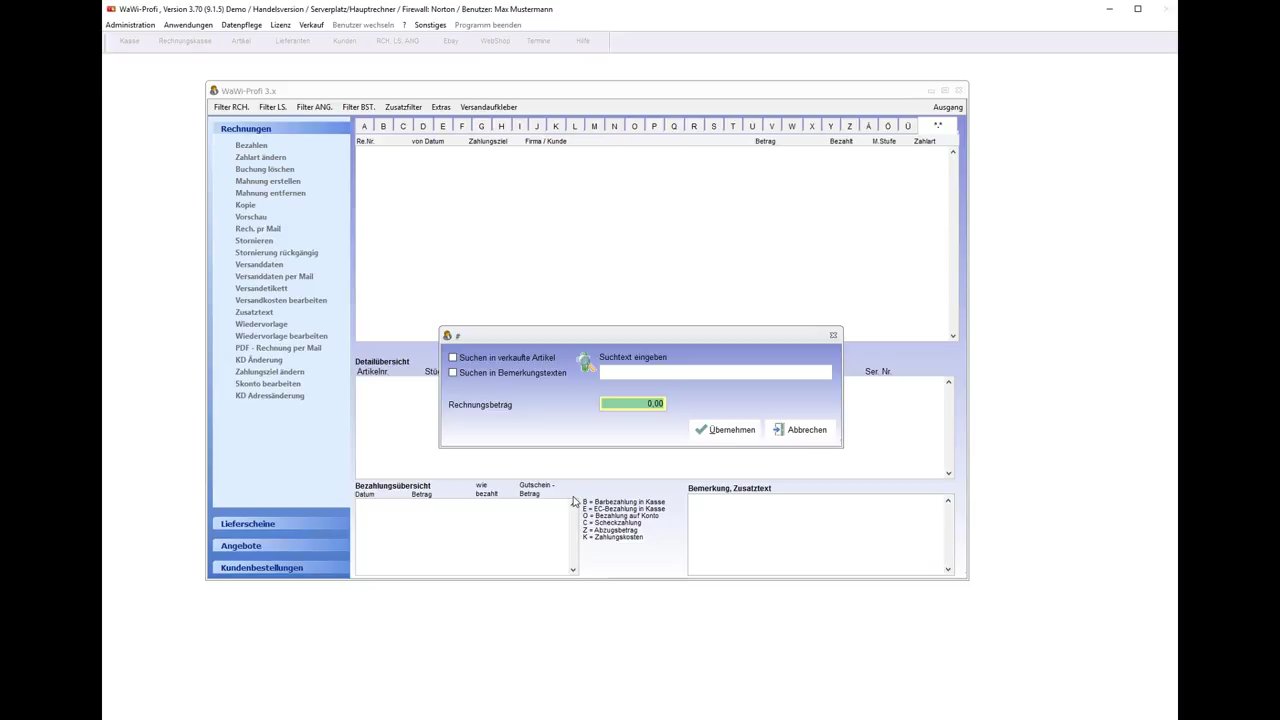 WaWi-Profi , Version 3.70 (9.1.5) Demo / Handelsversion / Serverplatz/Hauptrechner / Firewall: Norton / Benutzer: Max Mustermann
Administration Anwendungen Datenpflege Lizenz Verkauf Benutzer wechseln ? Sonstiges Programm beenden
Kasse Rechnungskasse Artikel Lieferanten Kunden RCH, LS, ANG Ebay WebShop Termine Hilfe
WaWi-Profi 3.x
Filter RCH. Filter LS. Filter ANG. Filter BST. Zusatzfilter Extras Versandaufkleber Ausgang
Rechnungen
A B C D E F G H I J K L M N O P Q R S T U V W X Y Z Ä Ö Ü *.*
Re.Nr. von Datum Zahlungsziel Firma / Kunde Betrag Bezahlt M.Stufe Zahlart
Bezahlen
Zahlart ändern
Buchung löschen
Mahnung erstellen
Mahnung entfernen
Kopie
Vorschau
Rech. pr Mail
Stornieren
Stornierung rückgängig
Versanddaten
Versanddaten per Mail
Versandetikett
Versandkosten bearbeiten
Zusatztext
Wiedervorlage
Wiedervorlage bearbeiten
PDF - Rechnung per Mail
KD Änderung
Zahlungsziel ändern
Skonto bearbeiten
KD Adressänderung
#
Suchen in verkaufte Artikel Suchtext eingeben
Suchen in Bemerkungstexten
Rechnungsbetrag 0,00
Übernehmen Abbrechen
Detailübersicht
Artikelnr. Stü Ser. Nr.
Bezahlungsübersicht wie Gutschein -
Datum Betrag bezahlt Betrag
B = Barbezahlung in Kasse
E = EC-Bezahlung in Kasse
O = Bezahlung auf Konto
C = Scheckzahlung
Z = Abzugsbetrag
K = Zahlungskosten
Bemerkung, Zusatztext
Lieferscheine
Angebote
Kundenbestellungen